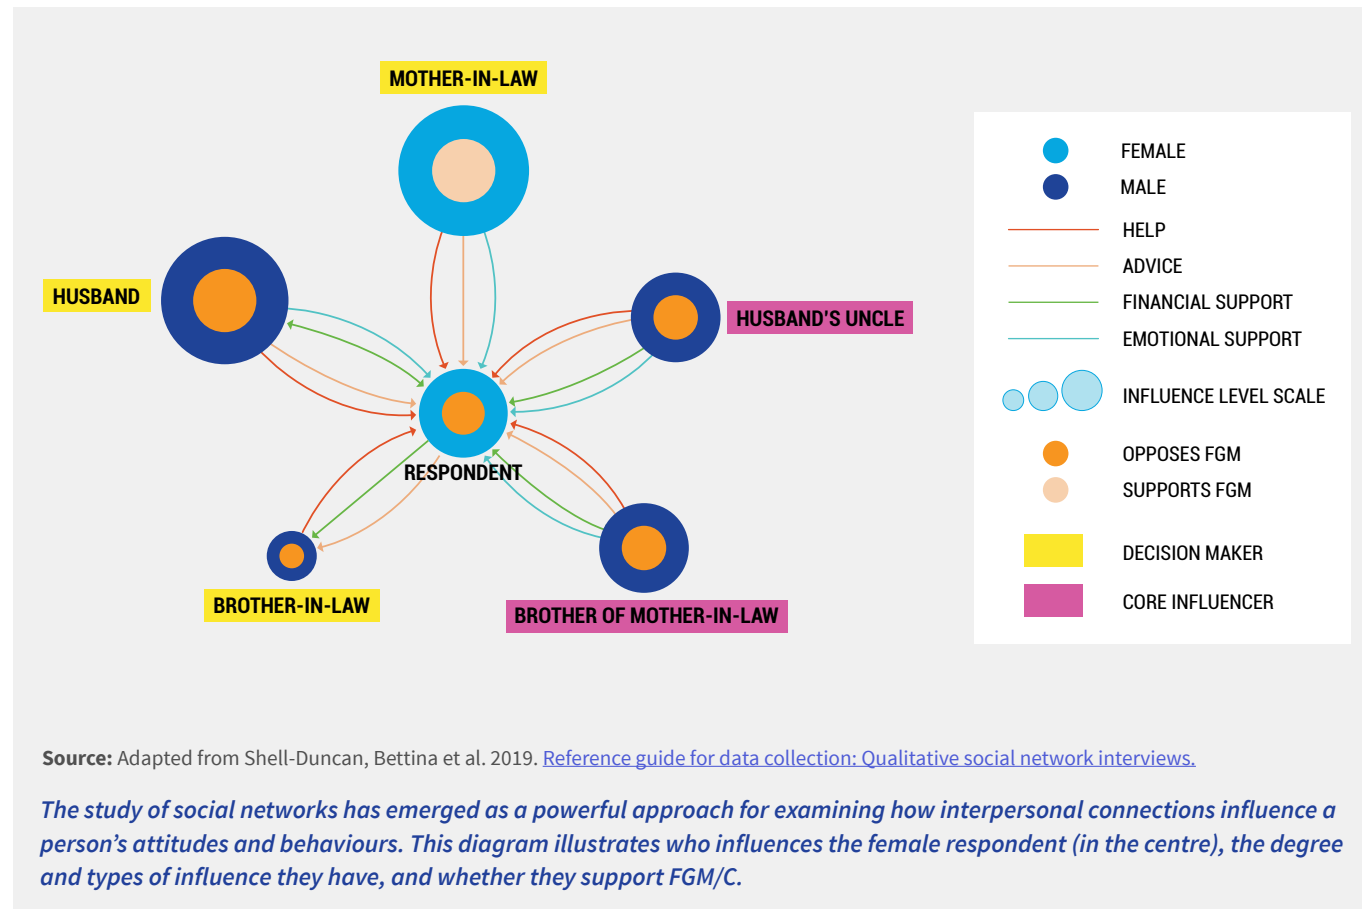 MOTHER-IN-LAW
HUSBAND
HUSBAND'S UNCLE
RESPONDENT
BROTHER-IN-LAW
BROTHER OF MOTHER-IN-LAW
FEMALE
MALE
HELP
ADVICE
FINANCIAL SUPPORT
EMOTIONAL SUPPORT
INFLUENCE LEVEL SCALE
OPPOSES FGM
SUPPORTS FGM
DECISION MAKER
CORE INFLUENCER
Source: Adapted from Shell-Duncan, Bettina et al. 2019. Reference guide for data collection: Qualitative social network interviews.
The study of social networks has emerged as a powerful approach for examining how interpersonal connections influence a
person’s attitudes and behaviours. This diagram illustrates who influences the female respondent (in the centre), the degree
and types of influence they have, and whether they support FGM/C.